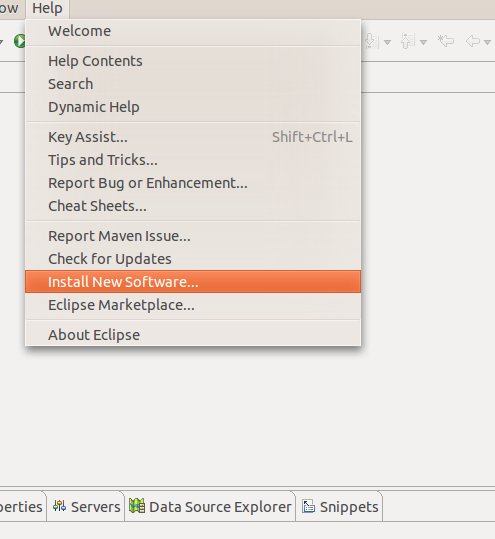 ow Help
Welcome
Help Contents
Search
Dynamic Help
Key Assist... Shift+Ctrl+L
Tips and Tricks...
Report Bug or Enhancement...
Cheat Sheets...
Report Maven Issue...
Check for Updates
Install New Software...
Eclipse Marketplace...
About Eclipse
perties Servers Data Source Explorer Snippets